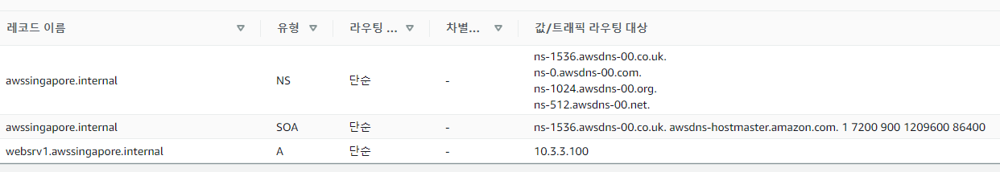 레코드 이름 유형 라우팅 ... 차별... 값/트래픽 라우팅 대상
awssingapore.internal NS 단순 - ns-1536.awsdns-00.co.uk.
ns-0.awsdns-00.com.
ns-1024.awsdns-00.org.
ns-512.awsdns-00.net.
awssingapore.internal SOA 단순 - ns-1536.awsdns-00.co.uk. awsdns-hostmaster.amazon.com. 1 7200 900 1209600 86400
websrv1.awssingapore.internal A 단순 - 10.3.3.100